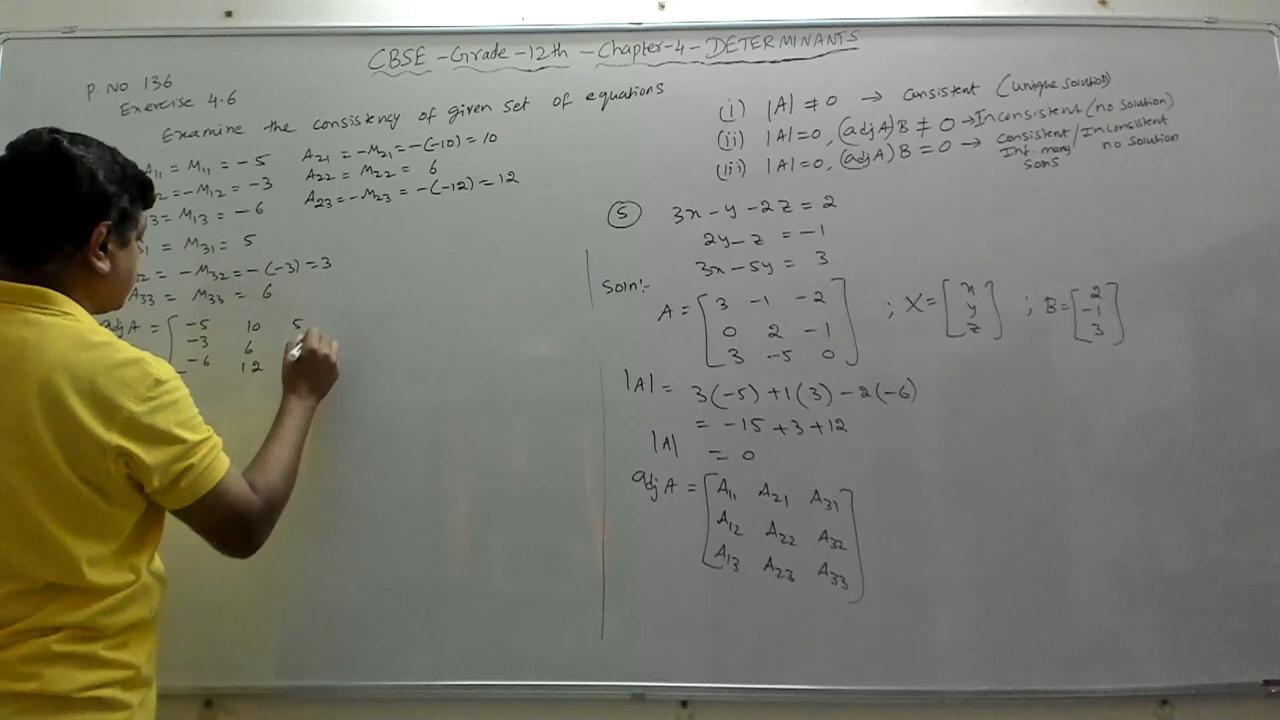 CBSE - Grade - 12th - Chapter-4 - DETERMINANTS
P. NO 136
Exercise 4.6
Examine the consistency of given set of equations
A₁₁ = M₁₁ = -5
= -M₁₂ = -3
= M₁₃ = -6
= M₃₁ = 5
= -M₃₂ = -(-3) = 3
A₃₃ = M₃₃ = 6
A₂₁ = -M₂₁ = -(-10) = 10
A₂₂ = M₂₂ = 6
A₂₃ = -M₂₃ = -(-12) = 12
adj A = [ -5 10 5
-3 6
-6 12
(i) |A| ≠ 0 → consistent (unique solution)
(ii) |A| = 0, (adj A) B ≠ 0 → Inconsistent (no solution)
(iii) |A| = 0, (adj A) B = 0 → consistent / Inconsistent
Inf. many no solution
sons
(5) 3x - y - 2z = 2
2y - z = -1
3x - 5y = 3
Soln:-
A = [ 3 -1 -2 ] ; X = [ x ] ; B = [ 2 ]
0 2 -1 y -1
3 -5 0 z 3
|A| = 3(-5) + 1(3) - 2(-6)
= -15 + 3 + 12
|A| = 0
adj A = [ A₁₁ A₂₁ A₃₁ ]
A₁₂ A₂₂ A₃₂
A₁₃ A₂₃ A₃₃